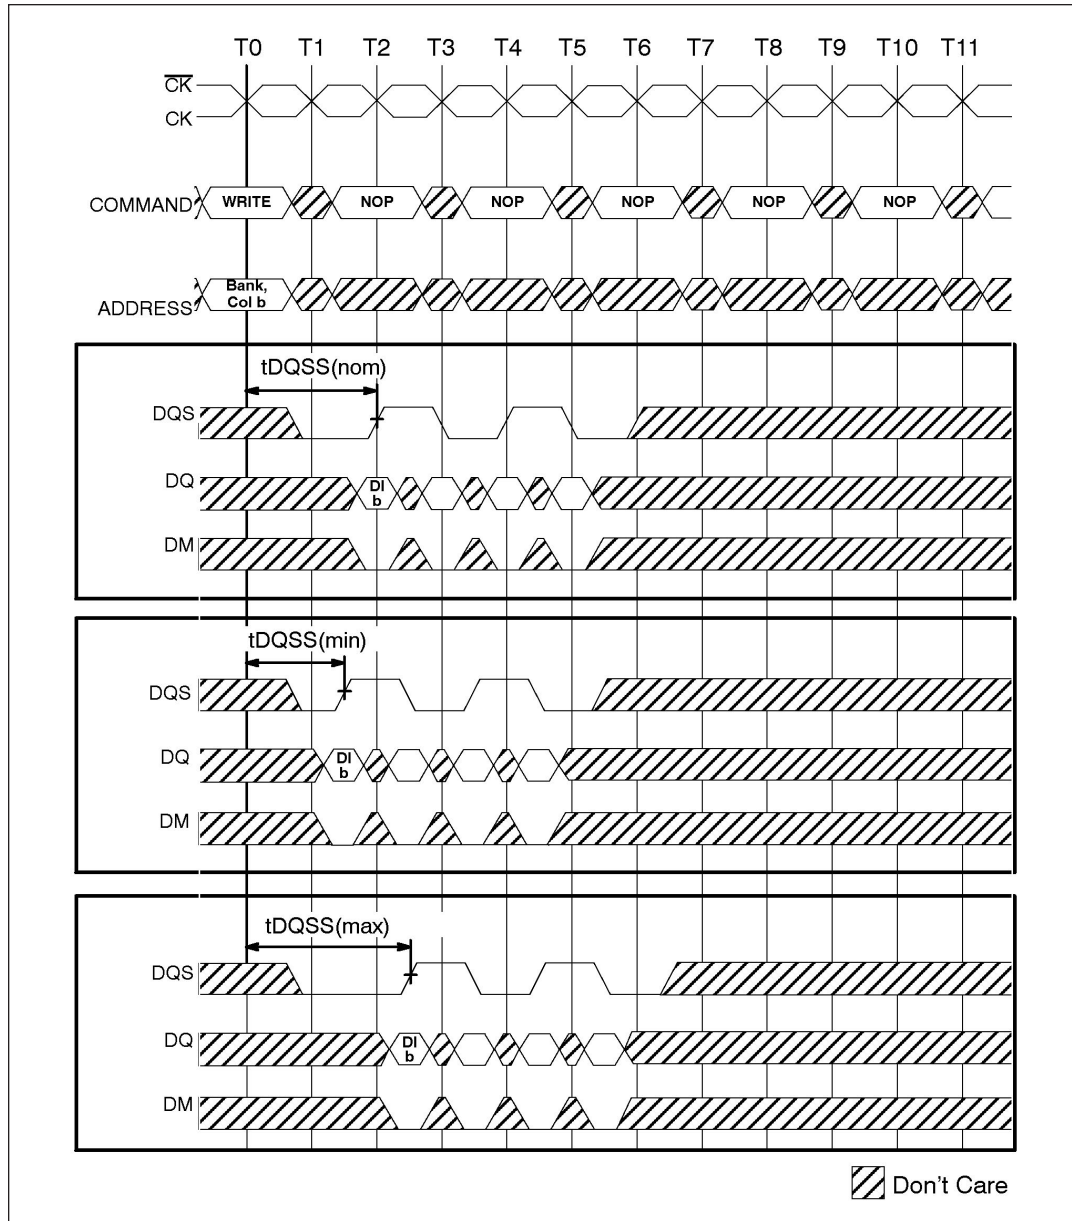 T0 T1 T2 T3 T4 T5 T6 T7 T8 T9 T10 T11
CK
CK
COMMAND WRITE NOP NOP NOP NOP NOP
ADDRESS Bank,
Col b
tDQSS(nom)
DQS
DQ DI
b
DM
tDQSS(min)
DQS
DQ DI
b
DM
tDQSS(max)
DQS
DQ DI
b
DM
Don't Care